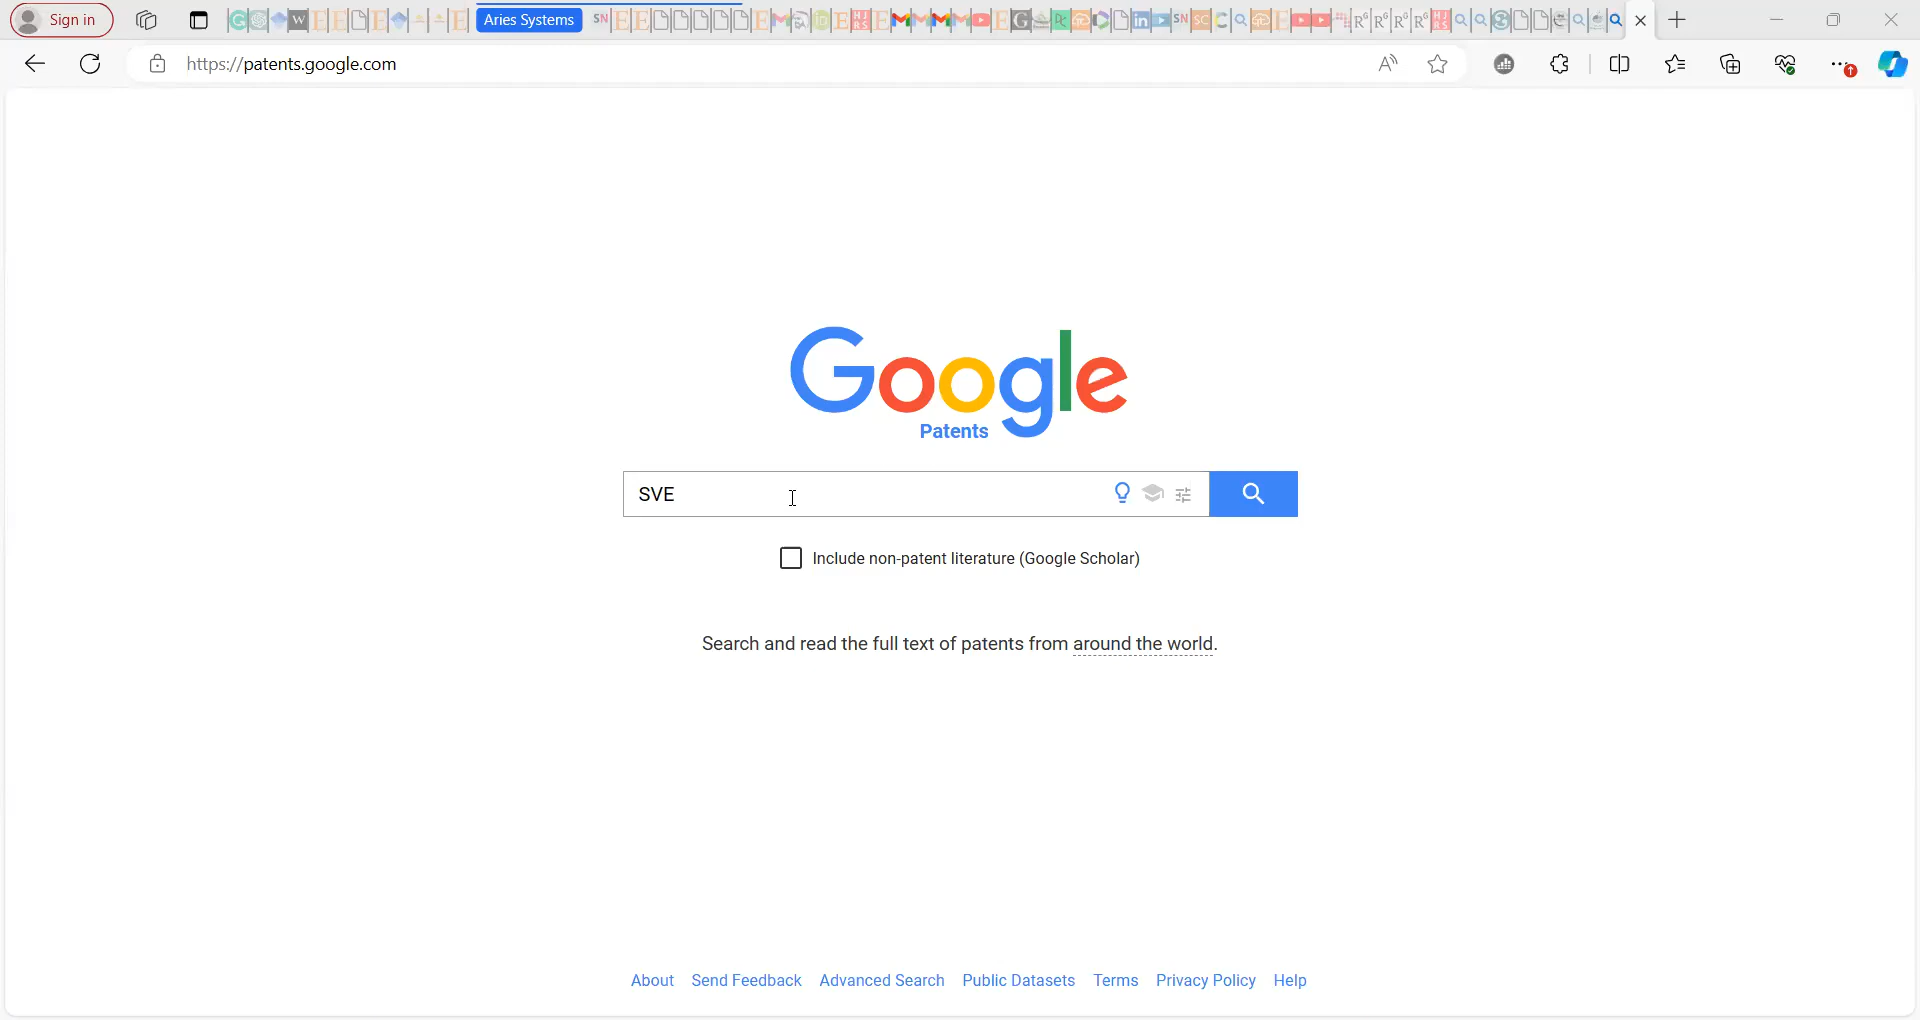 Sign in
Aries Systems
https://patents.google.com
Google
Patents
SVE
Include non-patent literature (Google Scholar)
Search and read the full text of patents from around the world.
About Send Feedback Advanced Search Public Datasets Terms Privacy Policy Help